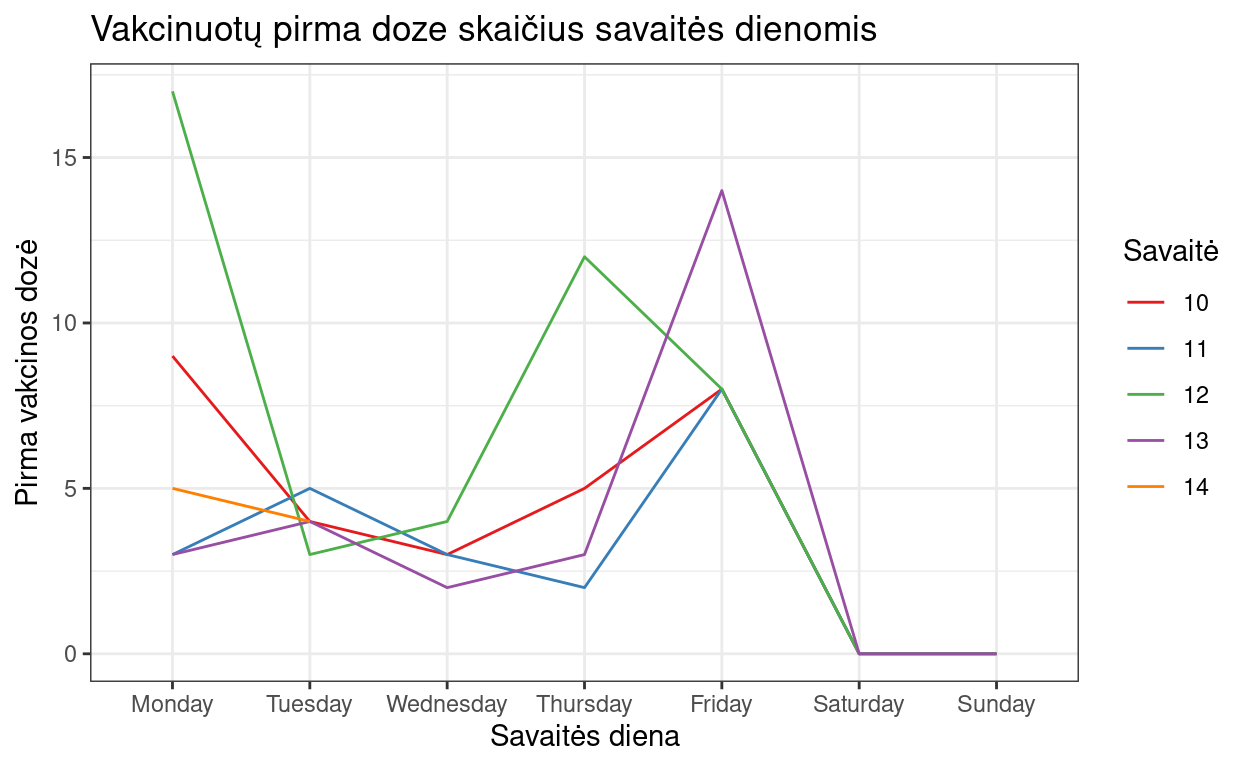 Vakcinuotų pirma doze skaičius savaitės dienomis
Pirma vakcinos dozė
15
10
5
0
Monday Tuesday Wednesday Thursday Friday Saturday Sunday
Savaitės diena
Savaitė
10
11
12
13
14